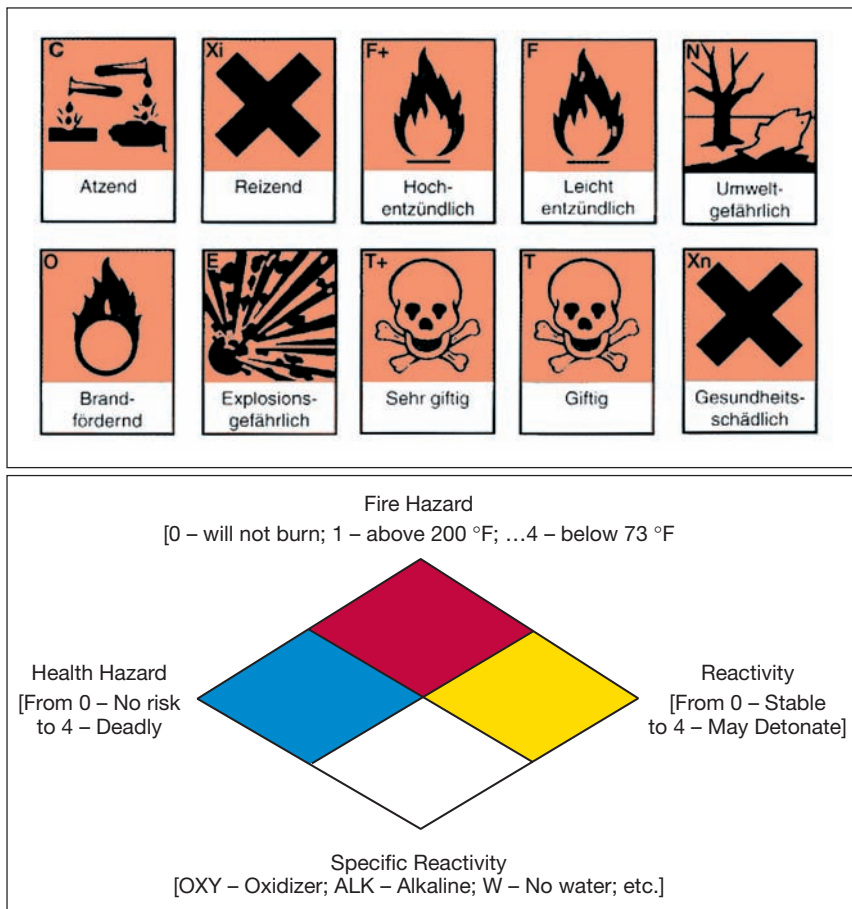 C
Xi
F+
F
N
Atzend
Reizend
Hoch-
entzündlich
Leicht
entzündlich
Umwelt-
gefährlich
O
E
T+
T
Xn
Brand-
fördernd
Explosions-
gefährlich
Sehr giftig
Giftig
Gesundheits-
schädlich
Fire Hazard
[0 – will not burn; 1 – above 200 °F; …4 – below 73 °F
Health Hazard
[From 0 – No risk
to 4 – Deadly
Reactivity
[From 0 – Stable
to 4 – May Detonate]
Specific Reactivity
[OXY – Oxidizer; ALK – Alkaline; W – No water; etc.]